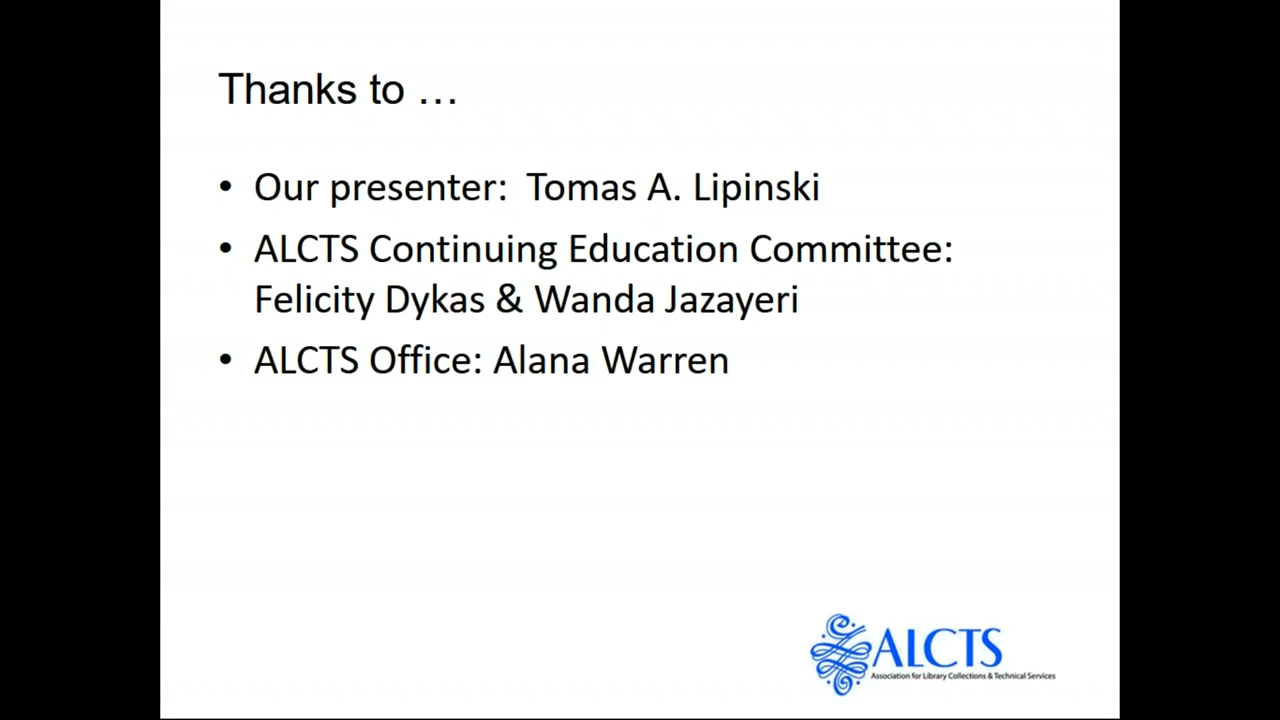 Thanks to …
• Our presenter: Tomas A. Lipinski
• ALCTS Continuing Education Committee:
Felicity Dykas & Wanda Jazayeri
• ALCTS Office: Alana Warren
ALCTS
Association for Library Collections & Technical Services